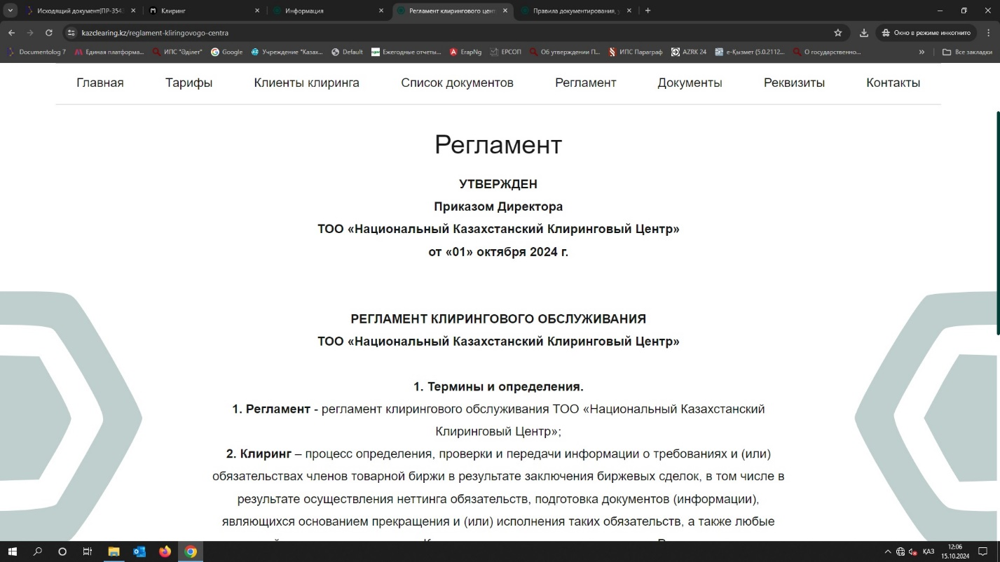 Исходящий документ(ПР-354
Клиринг
Информация
Регламент клирингового цент
Правила документирования, у
kazclearing.kz/reglament-kliringovogo-centra
Окно в режиме инкогнито
Documentolog 7
Единая платформа...
ИПС "Әділет"
Google
Учреждение "Казах...
Default
Ежегодные отчеты...
ErapNg
ЕРСОП
Об утверждении П...
ИПС Параграф
AZRK 24
е-Қызмет (5.0.2112...
О государственно...
»
Все закладки
Главная
Тарифы
Клиенты клиринга
Список документов
Регламент
Документы
Реквизиты
Контакты
Регламент
УТВЕРЖДЕН
Приказом Директора
ТОО «Национальный Казахстанский Клиринговый Центр»
от «01» октября 2024 г.
РЕГЛАМЕНТ КЛИРИНГОВОГО ОБСЛУЖИВАНИЯ
ТОО «Национальный Казахстанский Клиринговый Центр»
1. Термины и определения.
1. Регламент - регламент клирингового обслуживания ТОО «Национальный Казахстанский
Клиринговый Центр»;
2. Клиринг – процесс определения, проверки и передачи информации о требованиях и (или)
обязательствах членов товарной биржи в результате заключения биржевых сделок, в том числе в
результате осуществления неттинга обязательств, подготовка документов (информации),
являющихся основанием прекращения и (или) исполнения таких обязательств, а также любые
ҚАЗ
12:06
15.10.2024